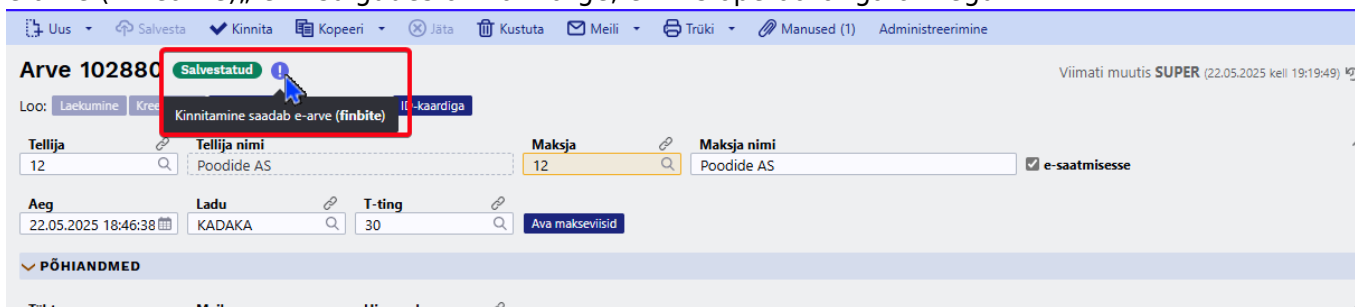 Uus Salvesta Kinnita Kopeeri Jäta Kustuta Meili Trüki Manused (1) Administreerimine
Arve 102880 Salvestatud Viimati muutis SUPER (22.05.2025 kell 19:19:49)
Loo: Laekumine ID-kaardiga
Kinnitamine saadab e-arve (finbite)
Tellija Tellija nimi Maksja Maksja nimi
12 Poodide AS 12 Poodide AS e-saatmisesse
Aeg Ladu T-ting
22.05.2025 18:46:38 KADAKA 30 Ava makseviisid
PÕHIANDMED